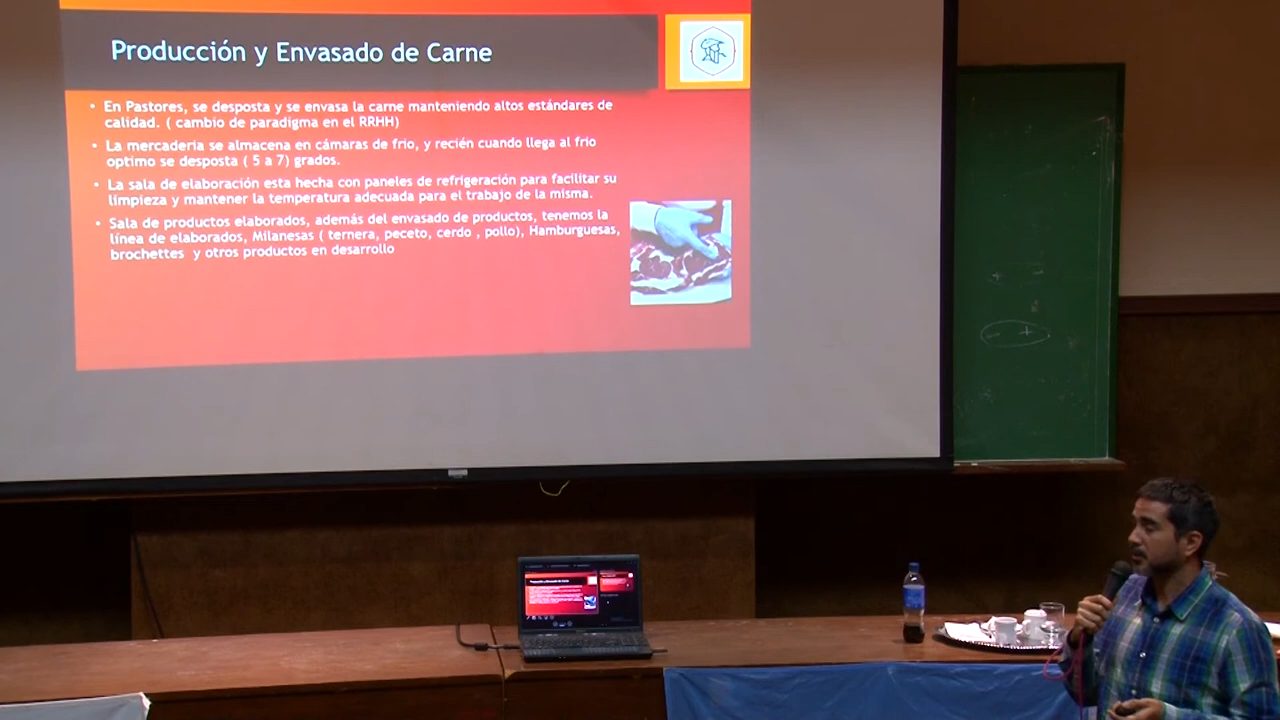 Producción y Envasado de Carne
• En Pastores, se desposta y se envasa la carne manteniendo altos estándares de
calidad. ( cambio de paradigma en el RRHH)
• La mercaderia se almacena en cámaras de frio, y recién cuando llega al frio
optimo se desposta ( 5 a 7) grados.
• La sala de elaboración esta hecha con paneles de refrigeración para facilitar su
limpieza y mantener la temperatura adecuada para el trabajo de la misma.
• Sala de productos elaborados, además del envasado de productos, tenemos la
línea de elaborados, Milanesas ( ternera, peceto, cerdo , pollo), Hamburguesas,
brochettes y otros productos en desarrollo